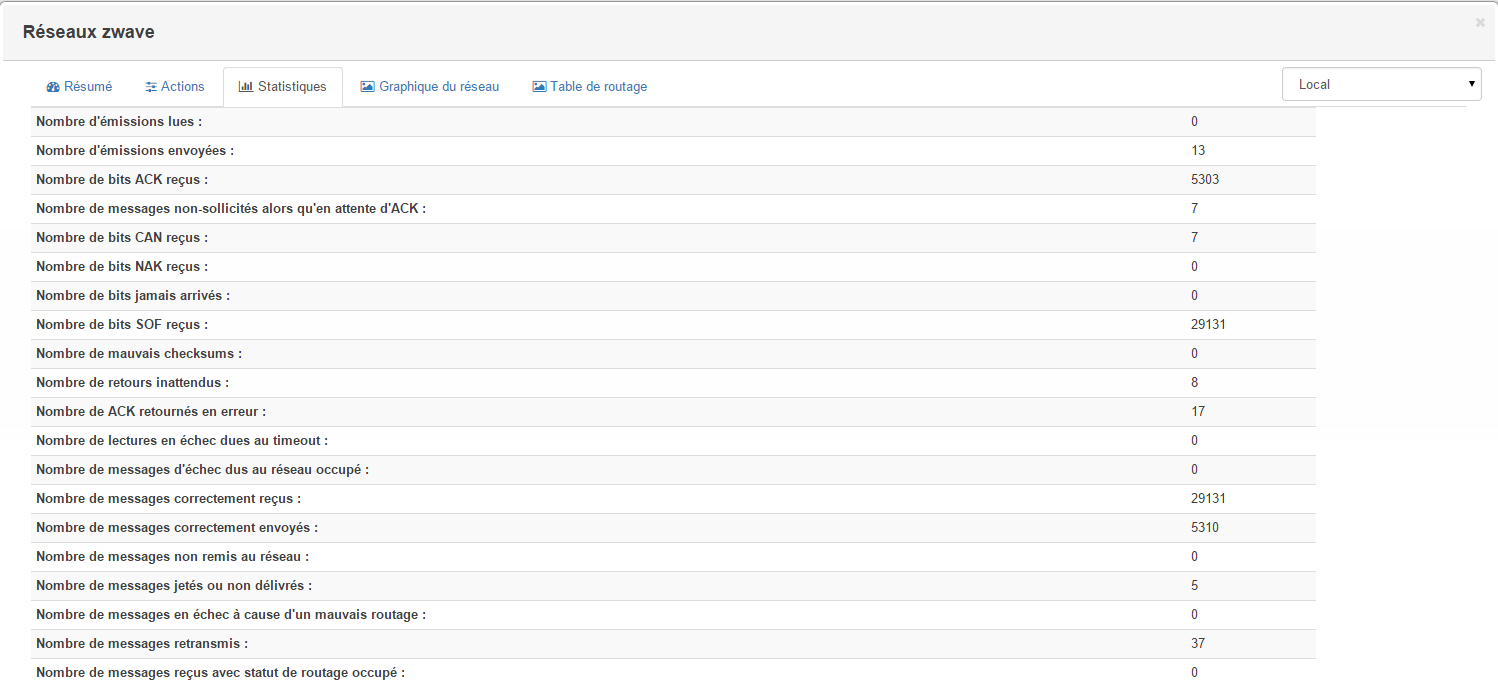 Réseaux zwave
×
Résumé Actions Statistiques Graphique du réseau Table de routage Local
Nombre d'émissions lues : 0
Nombre d'émissions envoyées : 13
Nombre de bits ACK reçus : 5303
Nombre de messages non-sollicités alors qu'en attente d'ACK : 7
Nombre de bits CAN reçus : 7
Nombre de bits NAK reçus : 0
Nombre de bits jamais arrivés : 0
Nombre de bits SOF reçus : 29131
Nombre de mauvais checksums : 0
Nombre de retours inattendus : 8
Nombre de ACK retournés en erreur : 17
Nombre de lectures en échec dues au timeout : 0
Nombre de messages d'échec dus au réseau occupé : 0
Nombre de messages correctement reçus : 29131
Nombre de messages correctement envoyés : 5310
Nombre de messages non remis au réseau : 0
Nombre de messages jetés ou non délivrés : 5
Nombre de messages en échec à cause d'un mauvais routage : 0
Nombre de messages retransmis : 37
Nombre de messages reçus avec statut de routage occupé : 0